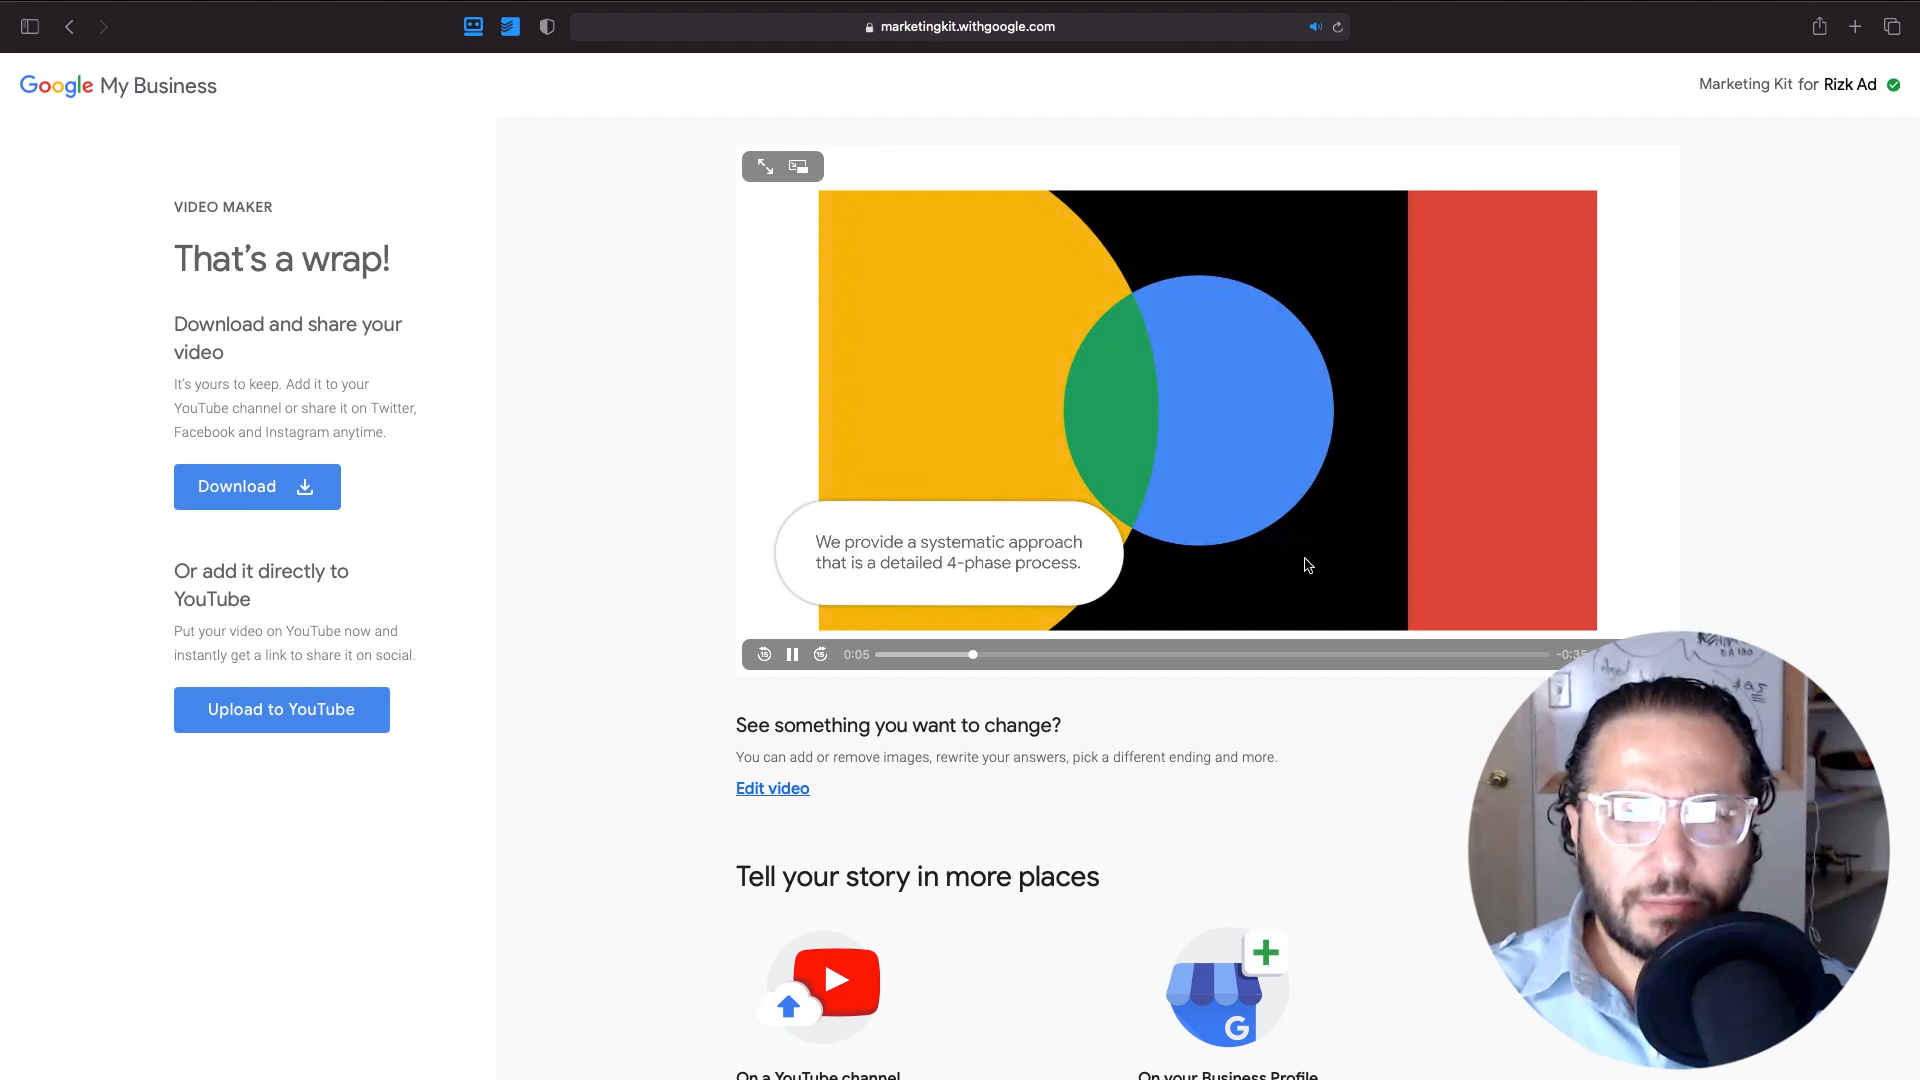 marketingkit.withgoogle.com
Google My Business
Marketing Kit for Rizk Ad
VIDEO MAKER
That's a wrap!
Download and share your
video
It's yours to keep. Add it to your
YouTube channel or share it on Twitter,
Facebook and Instagram anytime.
Download
Or add it directly to
YouTube
Put your video on YouTube now and
instantly get a link to share it on social.
Upload to YouTube
We provide a systematic approach
that is a detailed 4-phase process.
15
15
0:05
-0:35
See something you want to change?
You can add or remove images, rewrite your answers, pick a different ending and more.
Edit video
Tell your story in more places
G
On a YouTube channel
On your Business Profile